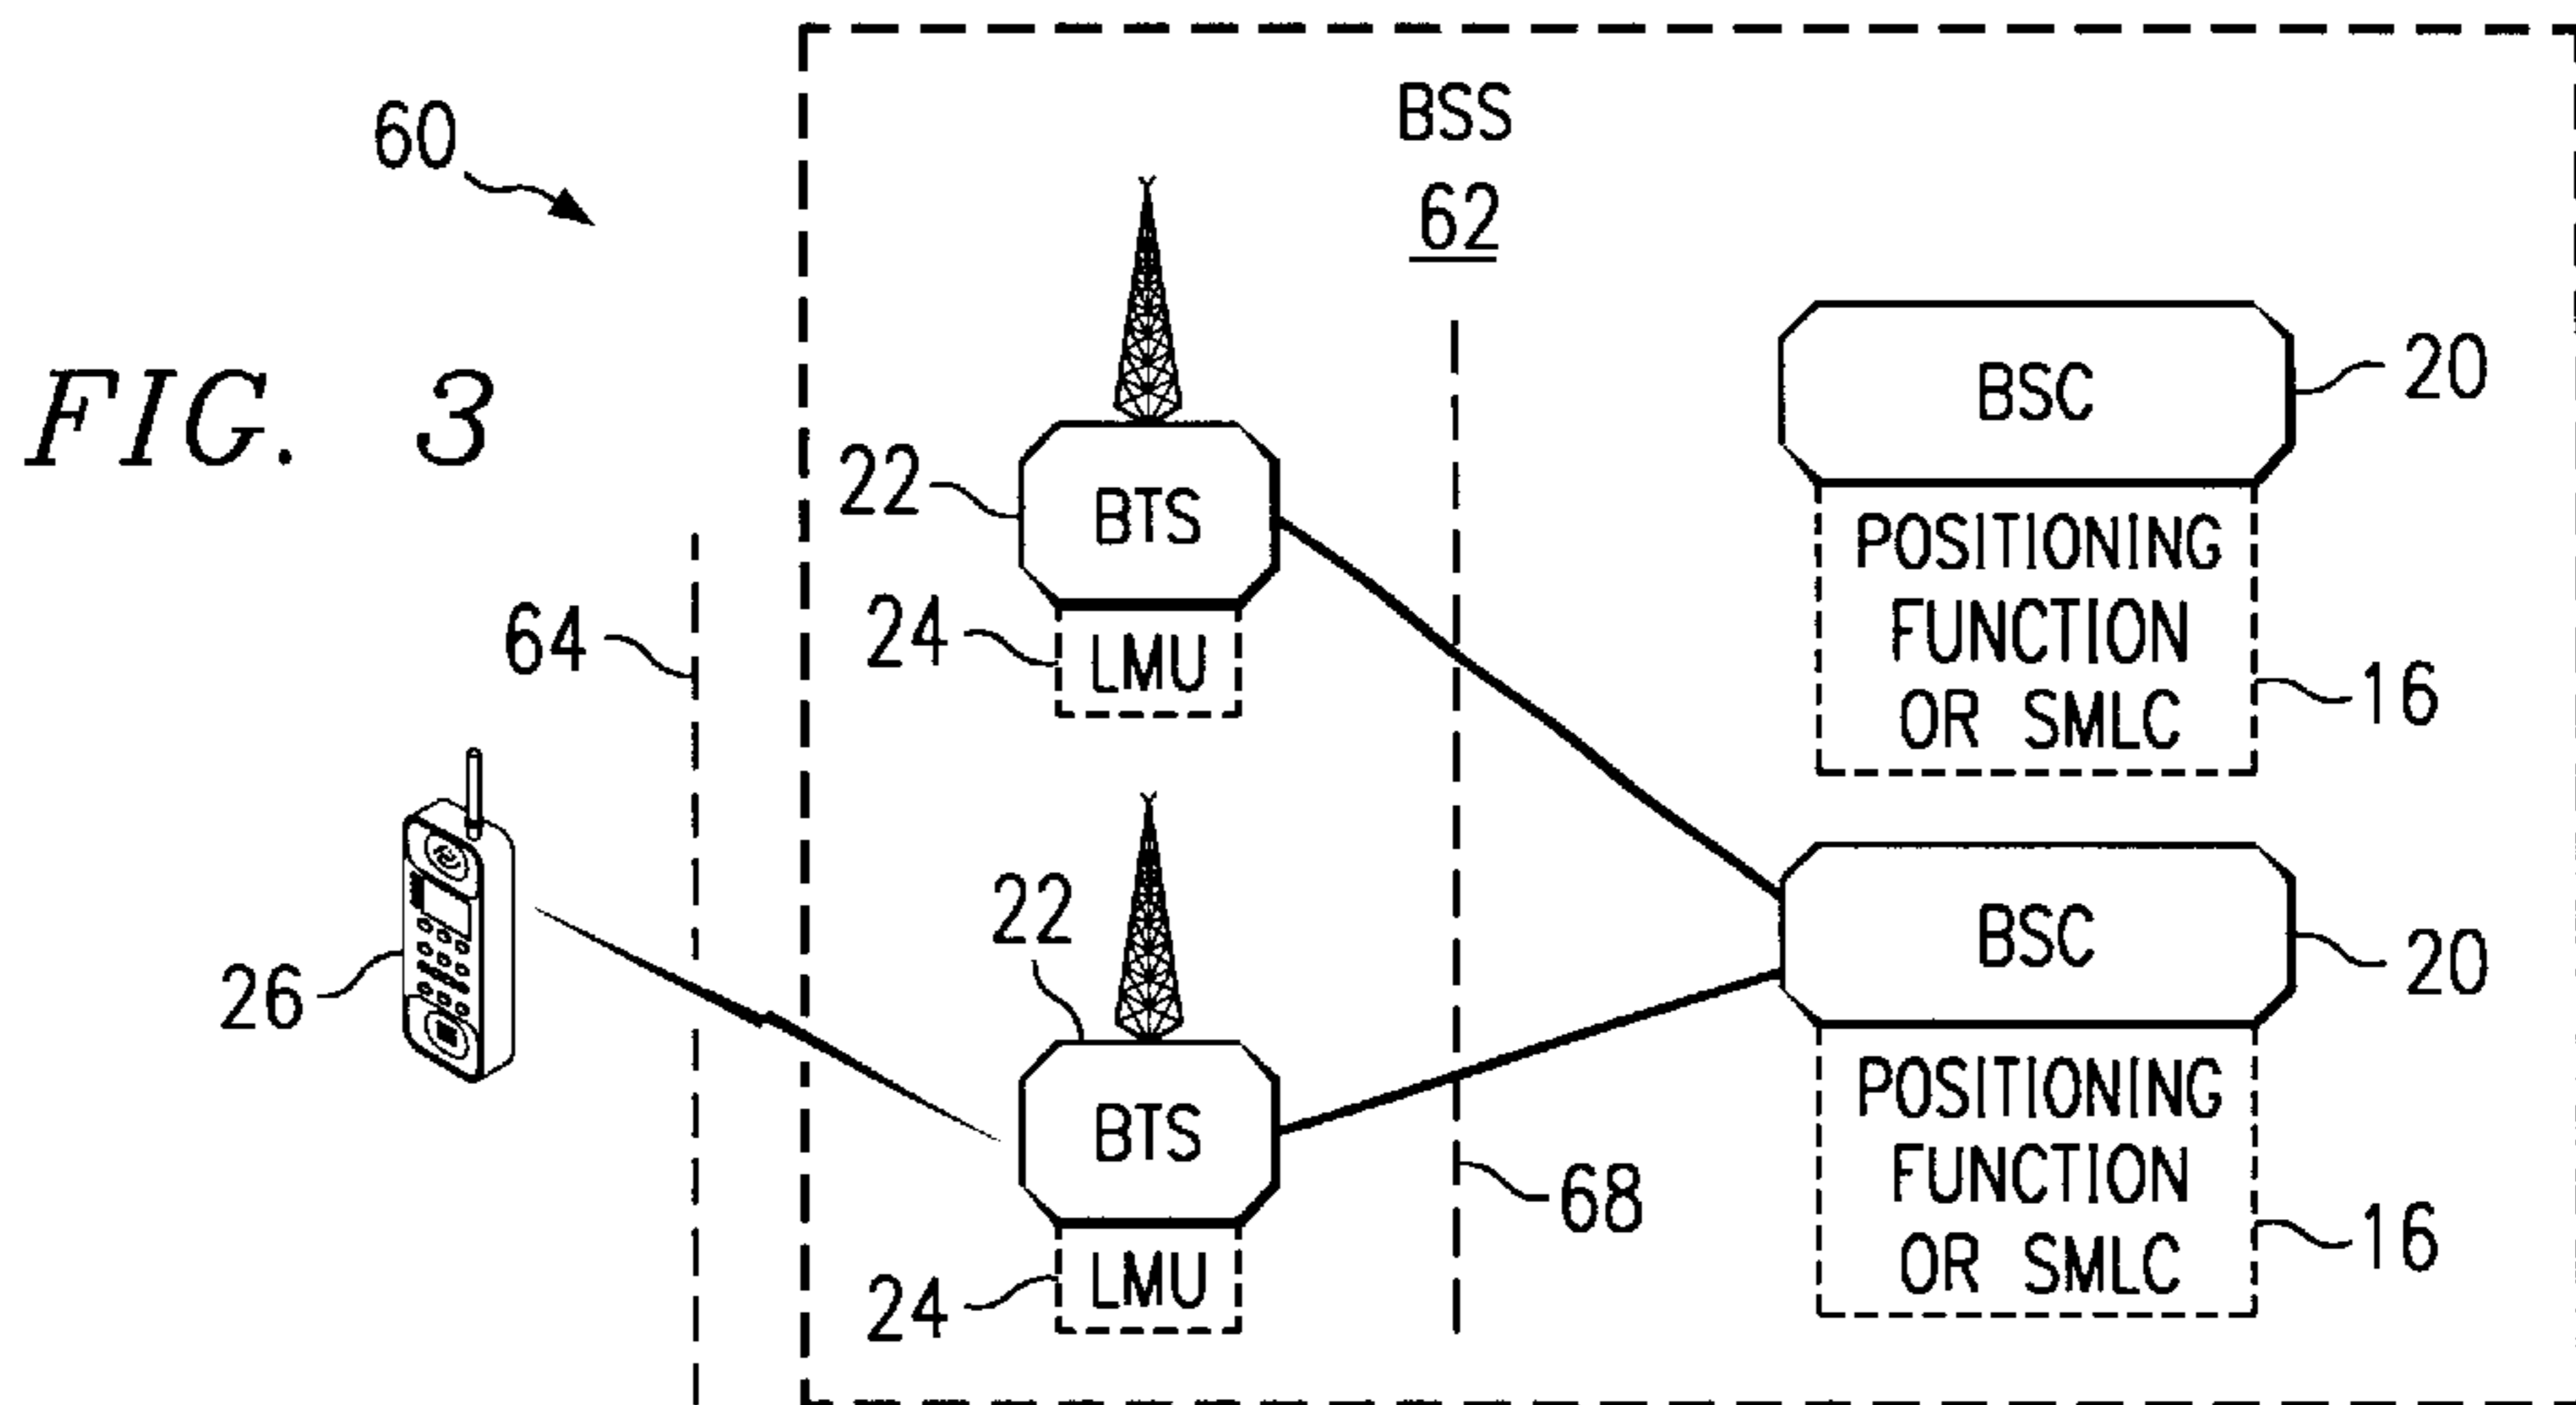 60
BSS
62
FIG. 3
BSC
20
22
BTS
POSITIONING
FUNCTION
OR SMLC
16
24
LMU
64
26
22
BTS
BSC
20
68
POSITIONING
FUNCTION
OR SMLC
16
24
LMU